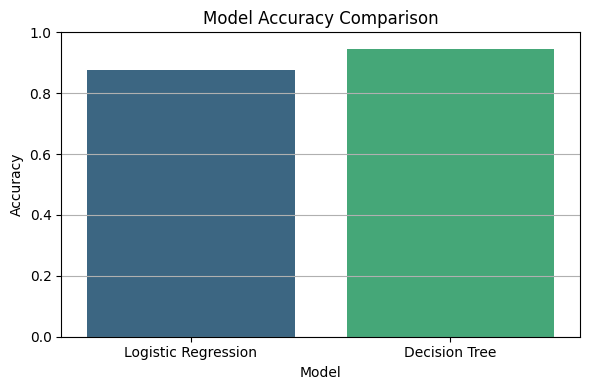 Model Accuracy Comparison
1.0
0.8
0.6
0.4
0.2
0.0
Accuracy
Logistic Regression
Decision Tree
Model